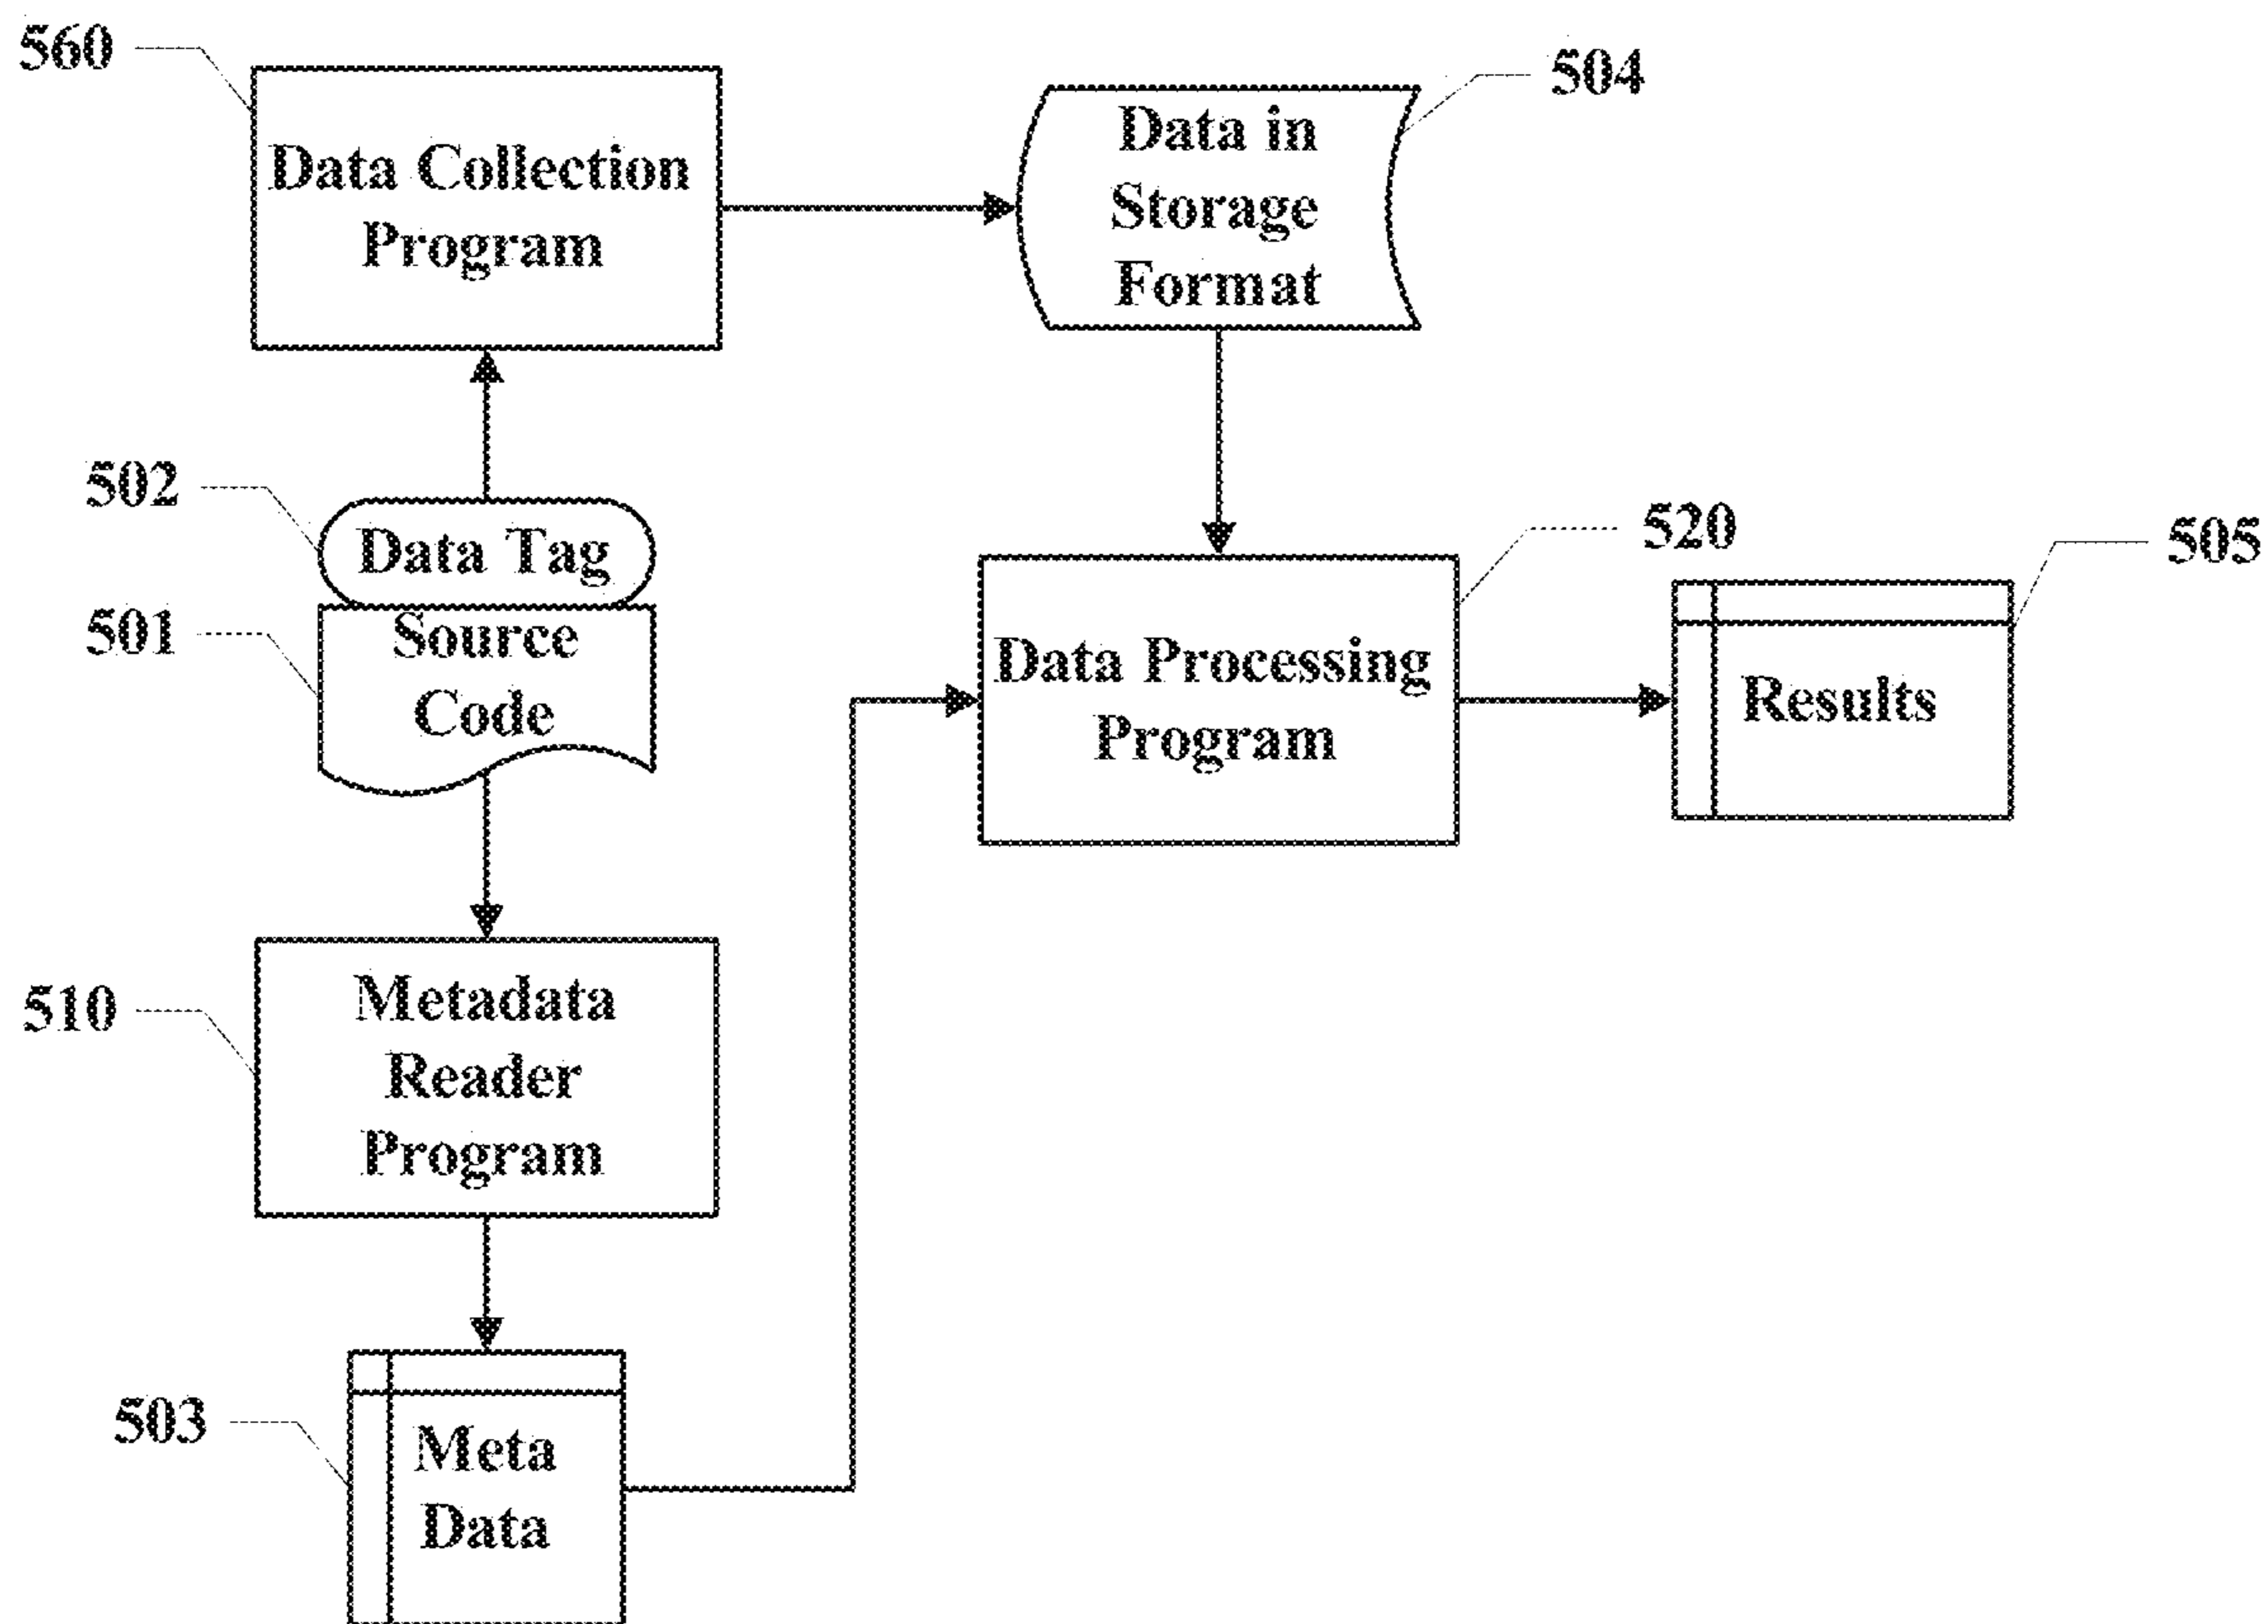 560
Data Collection
Program
Data in
Storage
Format
504
502
Data Tag
501
Source
Code
520
Data Processing
Program
505
Results
510
Metadata
Reader
Program
503
Meta
Data